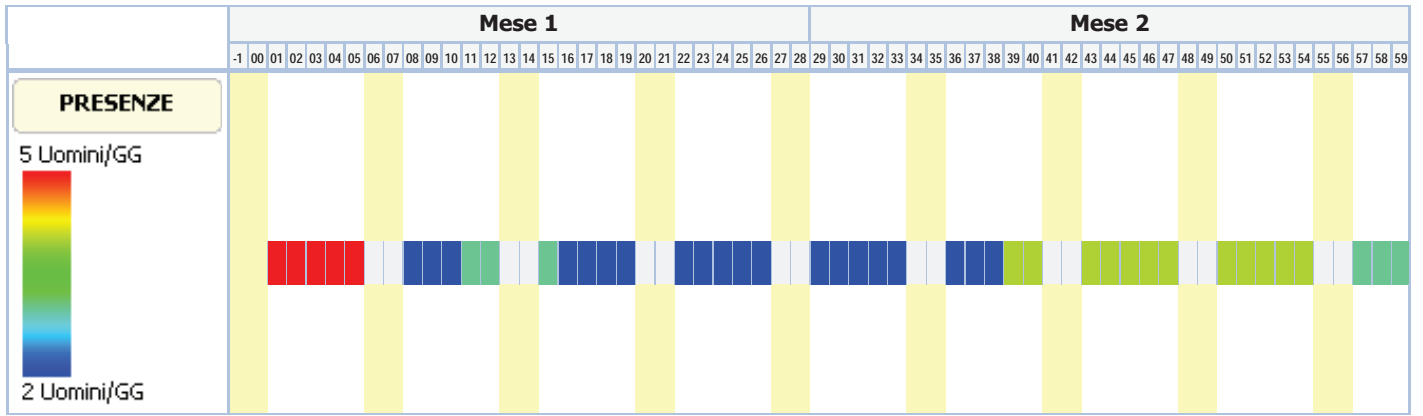 Mese 1 Mese 2
-1 00 01 02 03 04 05 06 07 08 09 10 11 12 13 14 15 16 17 18 19 20 21 22 23 24 25 26 27 28 29 30 31 32 33 34 35 36 37 38 39 40 41 42 43 44 45 46 47 48 49 50 51 52 53 54 55 56 57 58 59
PRESENZE
5 Uomini/GG
2 Uomini/GG